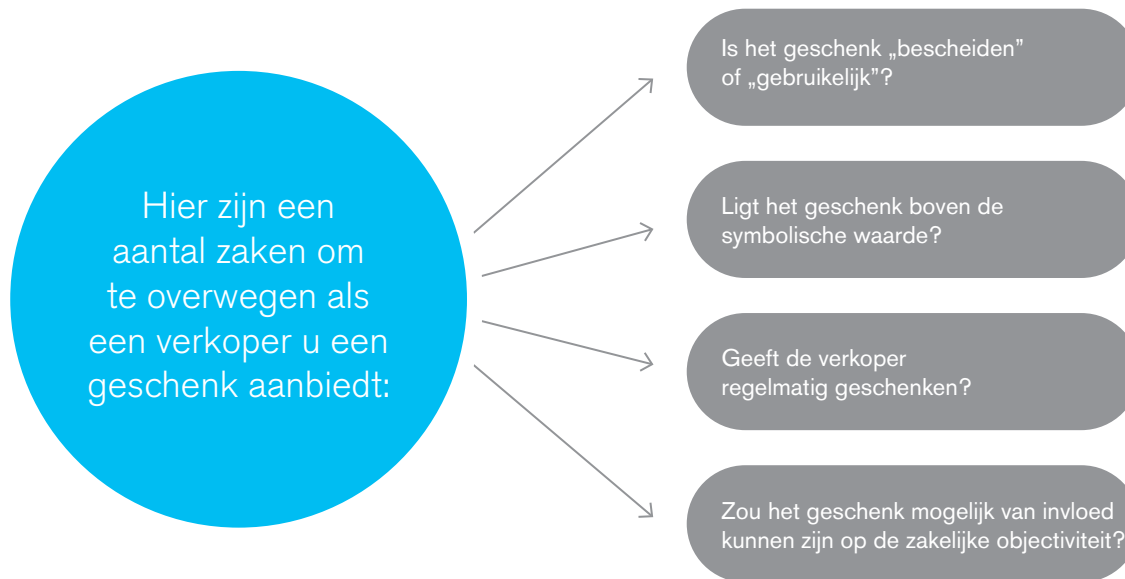 Hier zijn een
aantal zaken om
te overwegen als
een verkoper u een
geschenk aanbiedt:
Is het geschenk „bescheiden”
of „gebruikelijk”?
Ligt het geschenk boven de
symbolische waarde?
Geeft de verkoper
regelmatig geschenken?
Zou het geschenk mogelijk van invloed
kunnen zijn op de zakelijke objectiviteit?